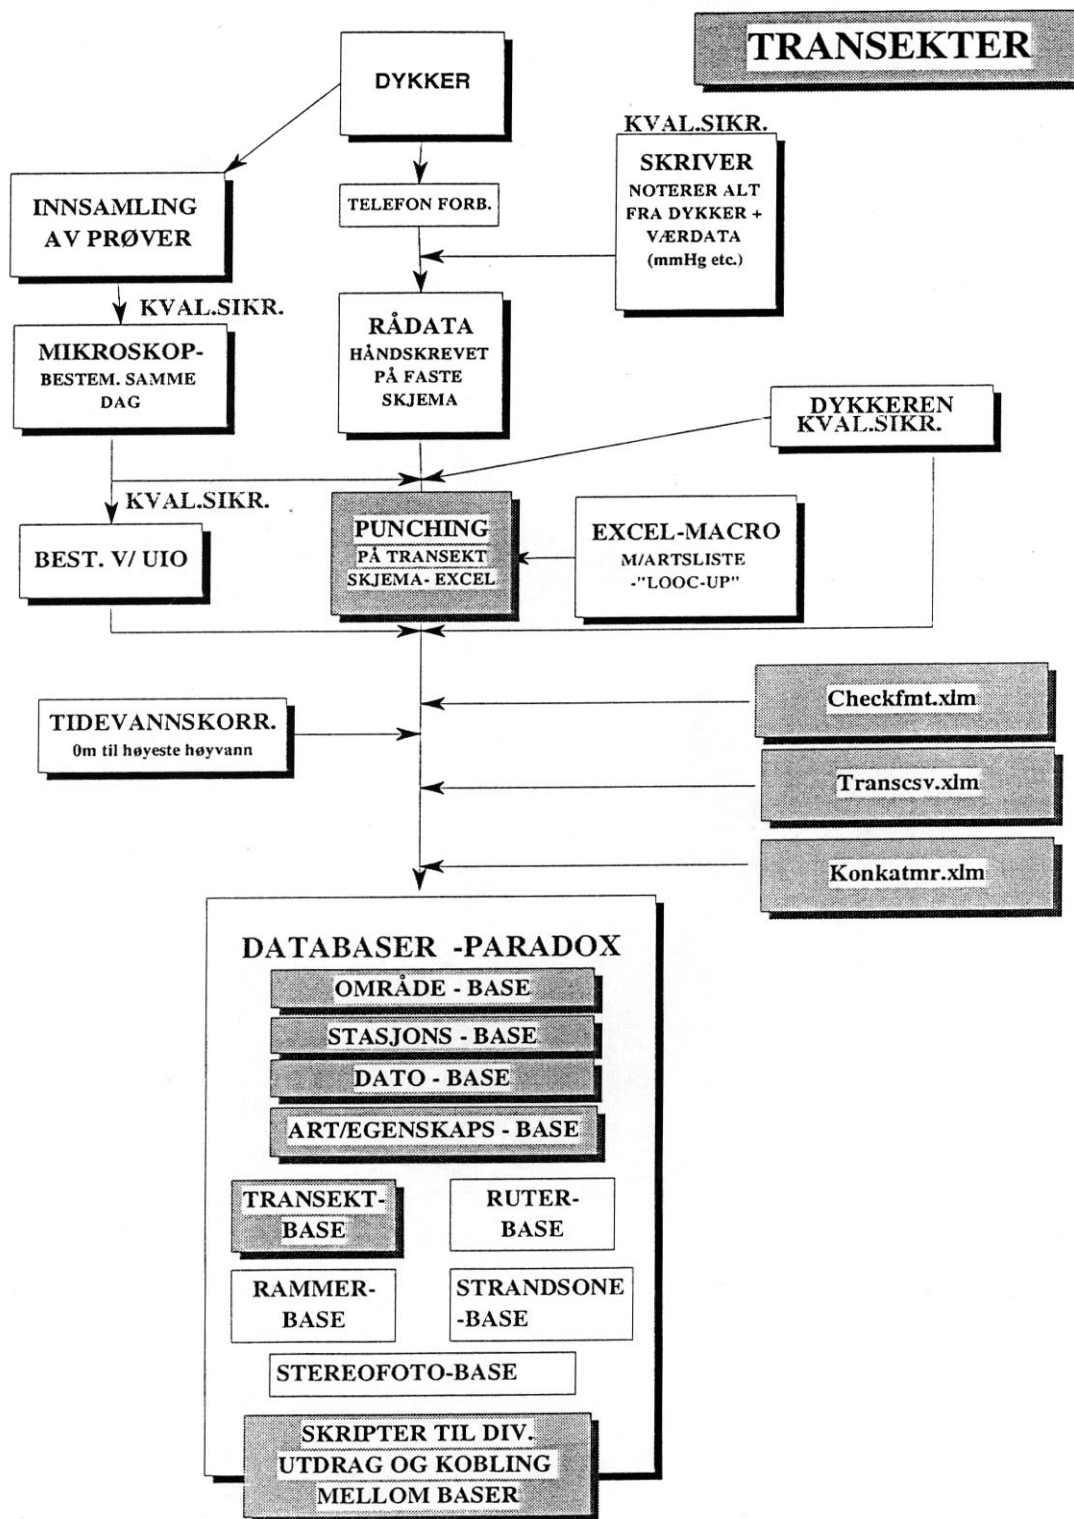 TRANSEKTER
DYKKER
KVAL.SIKR.
SKRIVER
NOTERER ALT
FRA DYKKER +
VÆRDATA
(mmHg etc.)
INNSAMLING
AV PRØVER
TELEFON FORB.
KVAL.SIKR.
MIKROSKOP-
BESTEM. SAMME
DAG
RÅDATA
HÅNDSKREVET
PÅ FASTE
SKJEMA
DYKKEREN
KVAL.SIKR.
KVAL.SIKR.
BEST. V/ UIO
PUNCHING
PÅ TRANSEKT
SKJEMA- EXCEL
EXCEL-MACRO
M/ARTSLISTE
-"LOOC-UP"
TIDEVANNSKORR.
0m til høyeste høyvann
Checkfmt.xlm
Transcsv.xlm
Konkatmr.xlm
DATABASER -PARADOX
OMRÅDE - BASE
STASJONS - BASE
DATO - BASE
ART/EGENSKAPS - BASE
TRANSEKT-
BASE
RUTER-
BASE
RAMMER-
BASE
STRANDSONE
-BASE
STEREOFOTO-BASE
SKRIPTER TIL DIV.
UTDRAG OG KOBLING
MELLOM BASER